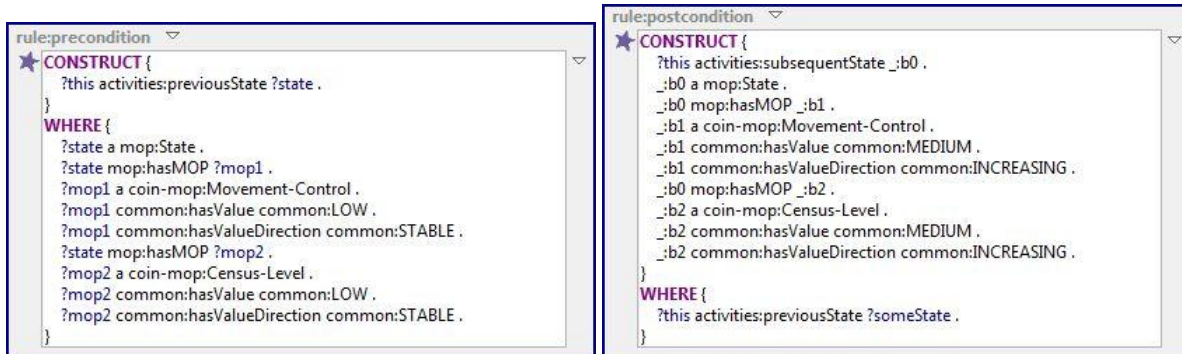 rule:precondition
CONSTRUCT {
?this activities:previousState ?state .
}
WHERE {
?state a mop:State .
?state mop:hasMOP ?mop1 .
?mop1 a coin-mop:Movement-Control .
?mop1 common:hasValue common:LOW .
?mop1 common:hasValueDirection common:STABLE .
?state mop:hasMOP ?mop2 .
?mop2 a coin-mop:Census-Level .
?mop2 common:hasValue common:LOW .
?mop2 common:hasValueDirection common:STABLE .
}
rule:postcondition
CONSTRUCT {
?this activities:subsequentState _:b0 .
_:b0 a mop:State .
_:b0 mop:hasMOP _:b1 .
_:b1 a coin-mop:Movement-Control .
_:b1 common:hasValue common:MEDIUM .
_:b1 common:hasValueDirection common:INCREASING .
_:b0 mop:hasMOP _:b2 .
_:b2 a coin-mop:Census-Level .
_:b2 common:hasValue common:MEDIUM .
_:b2 common:hasValueDirection common:INCREASING .
}
WHERE {
?this activities:previousState ?someState .
}